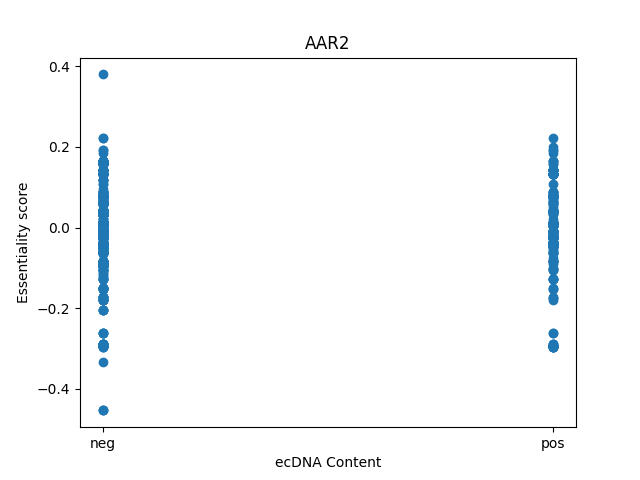 AAR2
0.4
0.2
0.0
−0.2
−0.4
Essentiality score
neg
pos
ecDNA Content